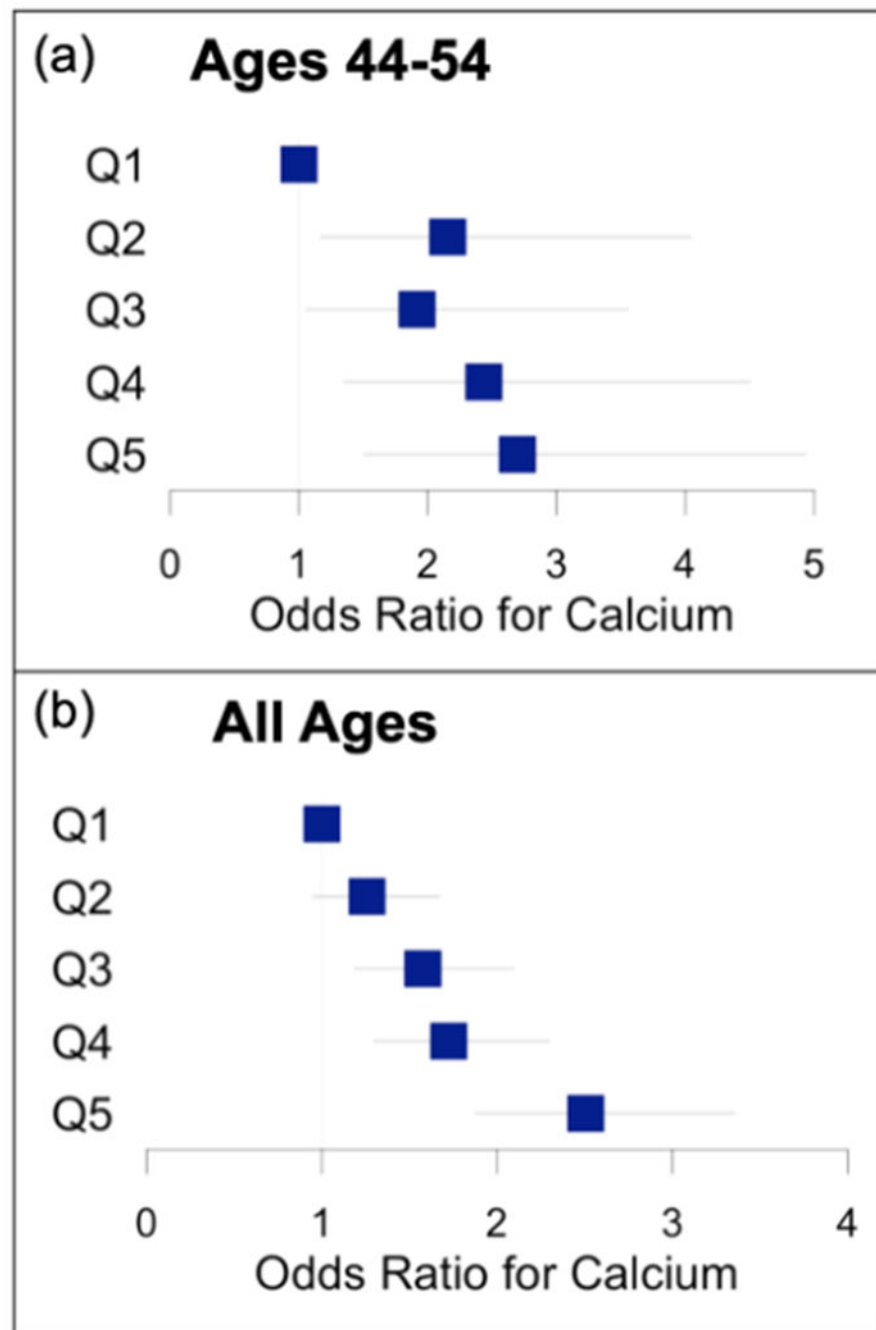 (a) Ages 44-54
Q1
Q2
Q3
Q4
Q5
0 1 2 3 4 5
Odds Ratio for Calcium
(b) All Ages
Q1
Q2
Q3
Q4
Q5
0 1 2 3 4
Odds Ratio for Calcium